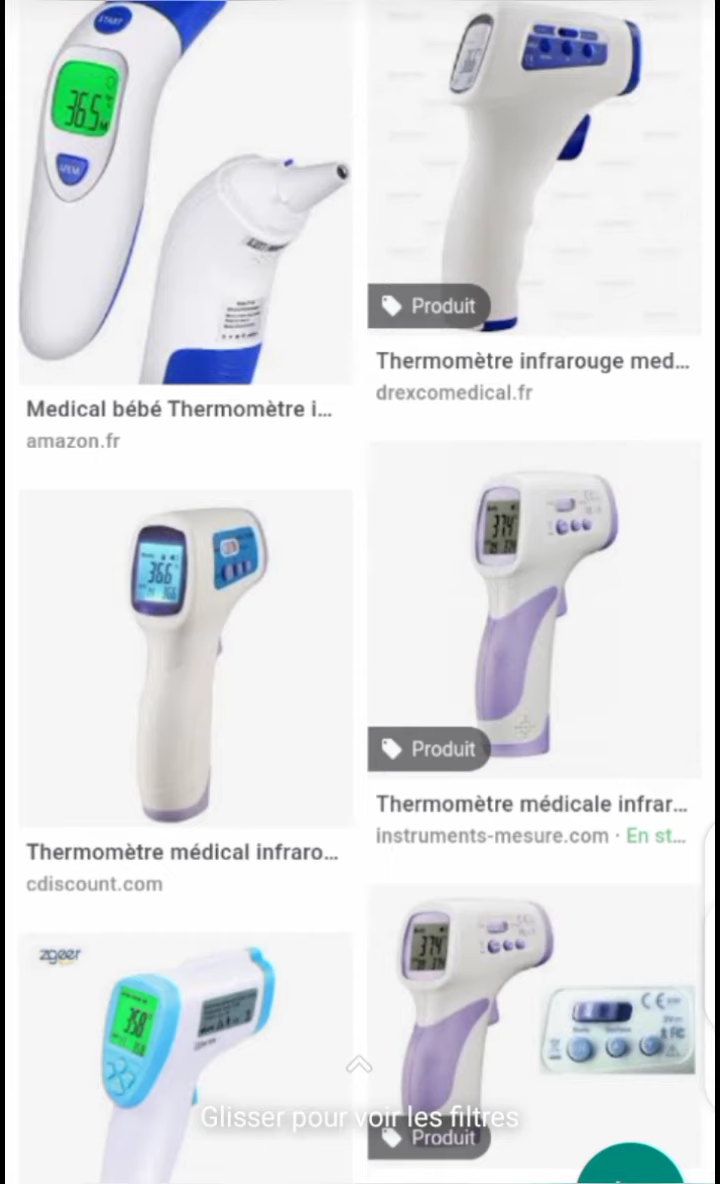 START
36.5
MEM
Medical bébé Thermomètre i...
amazon.fr
Produit
Thermomètre infrarouge med...
drexcomedical.fr
36.6
Thermomètre médical infraro...
cdiscount.com
37.4
Produit
Thermomètre médicale infrar...
instruments-mesure.com · En st...
zgeer
35.8
37.4
CE
FC
Glisser pour voir les filtres
Produit